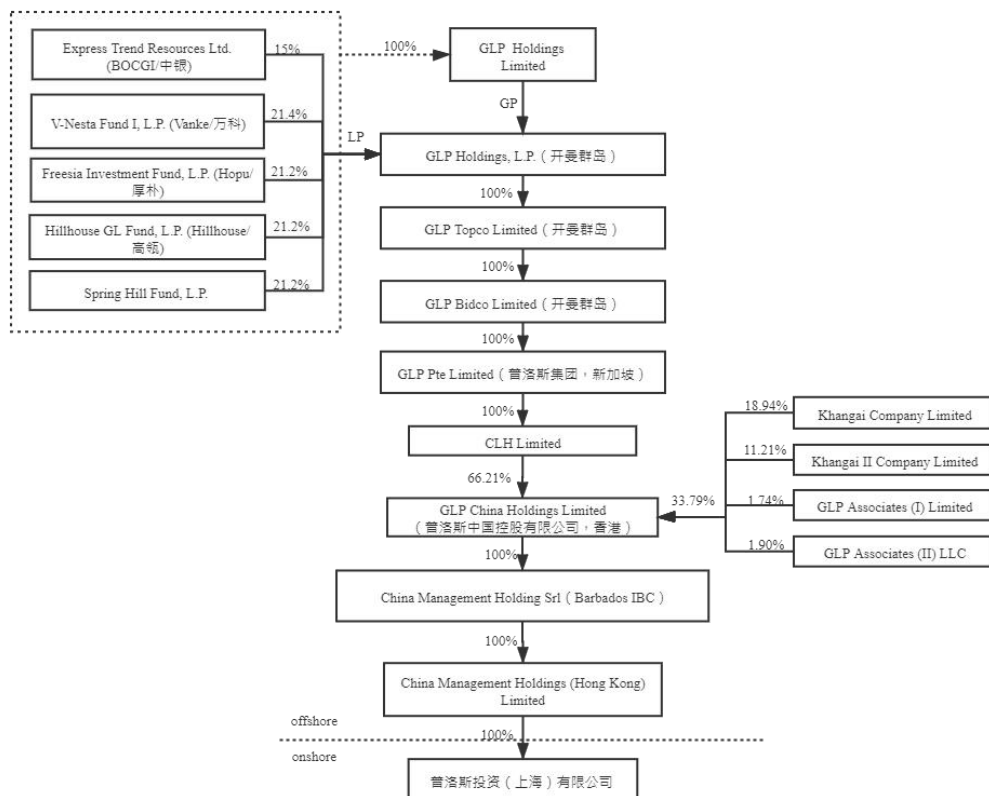 Express Trend Resources Ltd.
(BOCGI/中银)
15%
100%
GLP Holdings
Limited
V-Nesta Fund I, L.P. (Vanke/万科)
21.4%
GP
LP
GLP Holdings, L.P.（开曼群岛）
Freesia Investment Fund, L.P. (Hopu/
厚朴)
21.2%
100%
Hillhouse GL Fund, L.P. (Hillhouse/
高瓴)
21.2%
GLP Topco Limited（开曼群岛）
100%
Spring Hill Fund, L.P.
21.2%
GLP Bidco Limited（开曼群岛）
100%
GLP Pte Limited（普洛斯集团，新加坡）
100%
CLH Limited
66.21%
18.94%
Khangai Company Limited
11.21%
Khangai II Company Limited
GLP China Holdings Limited
（普洛斯中国控股有限公司，香港）
33.79%
1.74%
GLP Associates (I) Limited
1.90%
GLP Associates (II) LLC
100%
China Management Holding Srl（Barbados IBC）
100%
China Management Holdings (Hong Kong)
Limited
offshore
100%
onshore
普洛斯投资（上海）有限公司